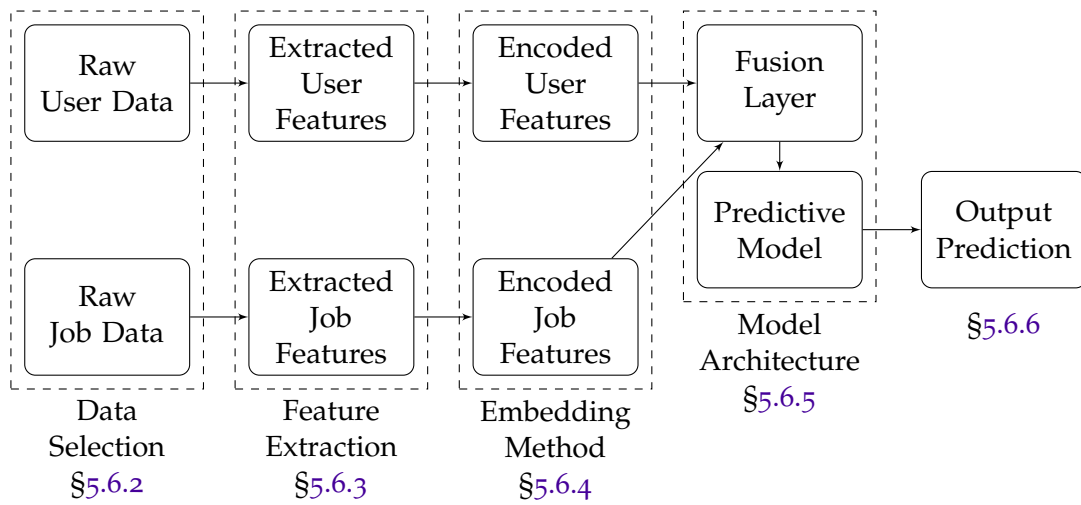 Raw
User Data
Extracted
User
Features
Encoded
User
Features
Fusion
Layer
Predictive
Model
Output
Prediction
Raw
Job Data
Extracted
Job
Features
Encoded
Job
Features
Data
Selection
§5.6.2
Feature
Extraction
§5.6.3
Embedding
Method
§5.6.4
Model
Architecture
§5.6.5
§5.6.6